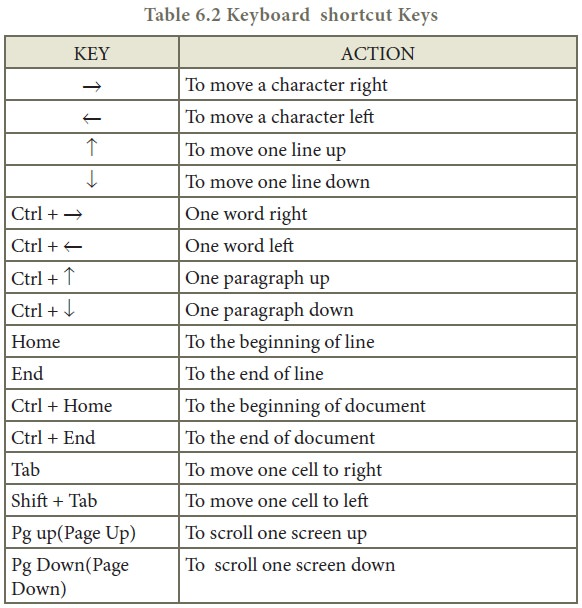 Table 6.2 Keyboard shortcut Keys
KEY ACTION
→ To move a character right
← To move a character left
↑ To move one line up
↓ To move one line down
Ctrl + → One word right
Ctrl + ← One word left
Ctrl + ↑ One paragraph up
Ctrl + ↓ One paragraph down
Home To the beginning of line
End To the end of line
Ctrl + Home To the beginning of document
Ctrl + End To the end of document
Tab To move one cell to right
Shift + Tab To move one cell to left
Pg up(Page Up) To scroll one screen up
Pg Down(Page To scroll one screen down
Down)